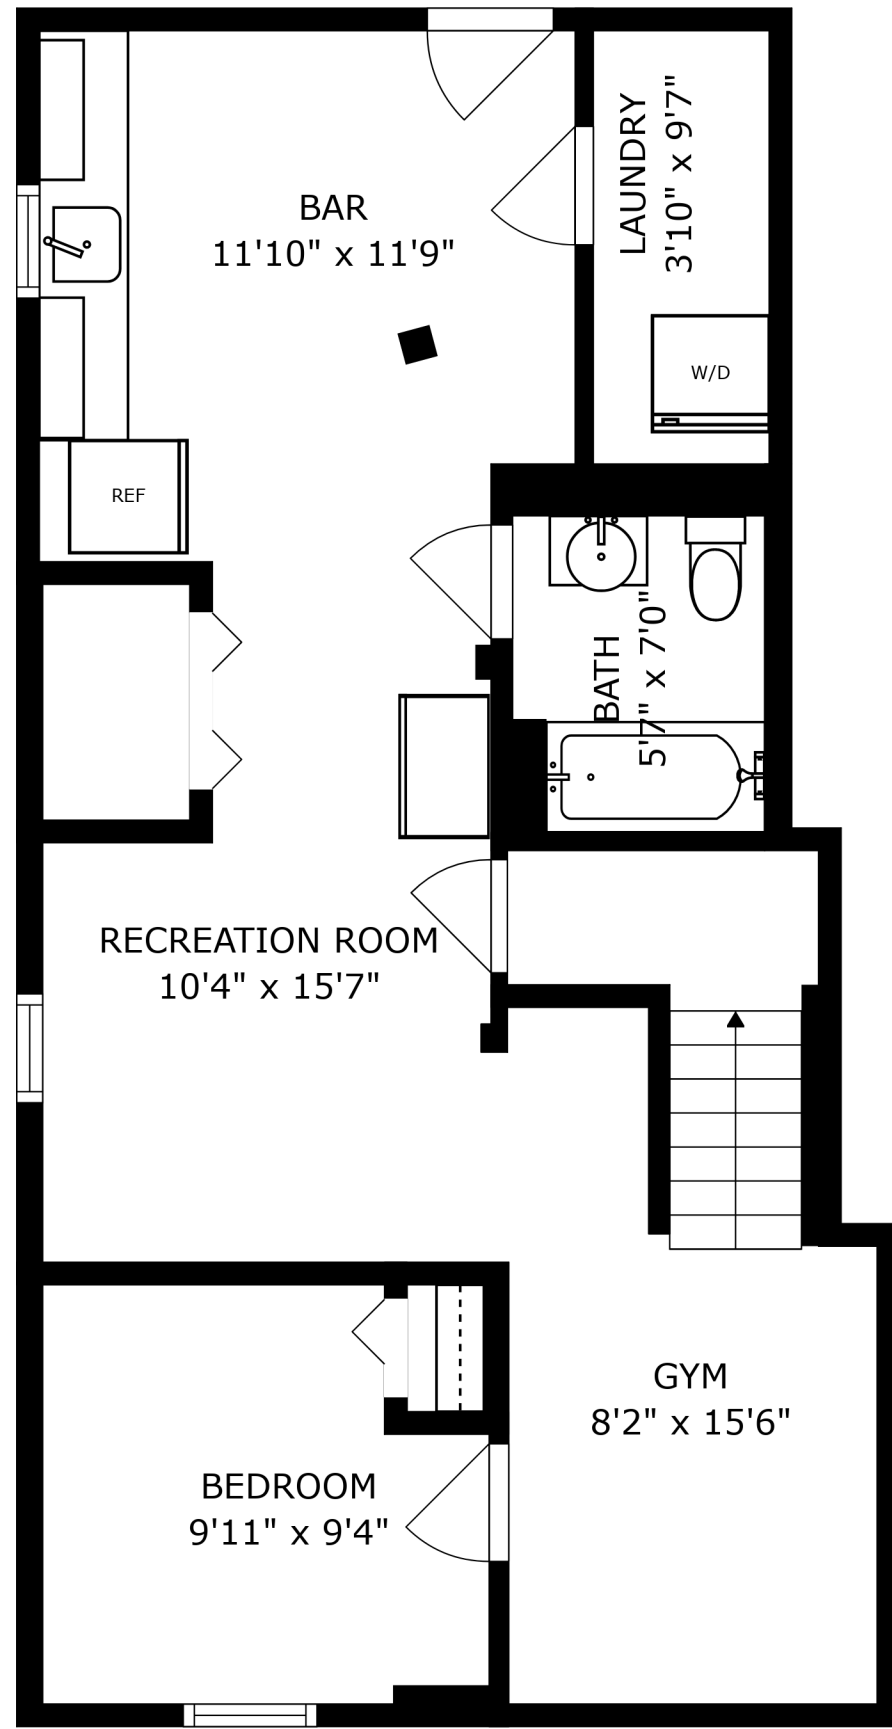 BAR
11'10" x 11'9"
LAUNDRY
3'10" x 9'7"
W/D
REF
BATH
5'7" x 7'0"
RECREATION ROOM
10'4" x 15'7"
GYM
8'2" x 15'6"
BEDROOM
9'11" x 9'4"